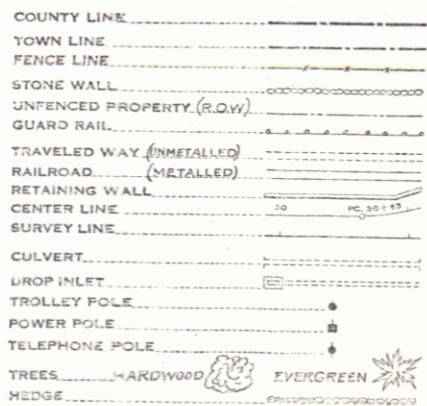 COUNTY LINE
TOWN LINE
FENCE LINE
STONE WALL
UNFENCED PROPERTY (R.O.W)
GUARD RAIL
TRAVELED WAY (UNMETALLED)
RAILROAD (METALLED)
RETAINING WALL
CENTER LINE 30 PC. 50+55
SURVEY LINE
CULVERT
DROP INLET
TROLLEY POLE
POWER POLE
TELEPHONE POLE
TREES HARDWOOD EVERGREEN
HEDGE